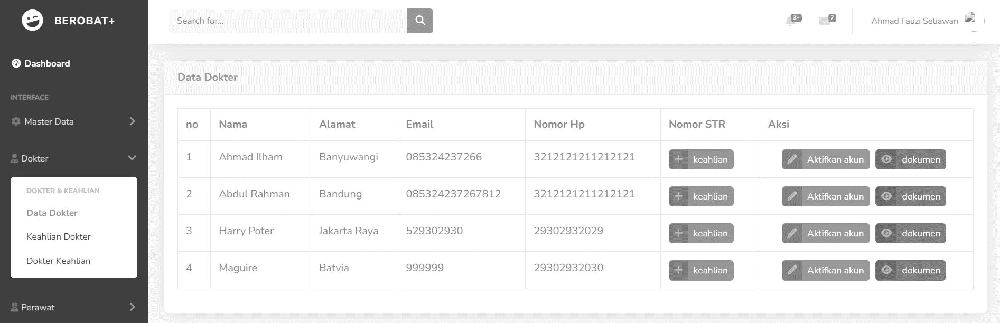 BEROBAT+
Search for...
3+
7
Ahmad Fauzi Setiawan
Dashboard
INTERFACE
Master Data
Dokter
DOKTER & KEAHLIAN
Data Dokter
Keahlian Dokter
Dokter Keahlian
Perawat
Data Dokter
no Nama Alamat Email Nomor Hp Nomor STR Aksi
1 Ahmad Ilham Banyuwangi 085324237266 3212121211212121 keahlian Aktifkan akun dokumen
2 Abdul Rahman Bandung 085324237267812 3212121211212121 keahlian Aktifkan akun dokumen
3 Harry Poter Jakarta Raya 529302930 29302932029 keahlian Aktifkan akun dokumen
4 Maguire Batvia 999999 29302932030 keahlian Aktifkan akun dokumen